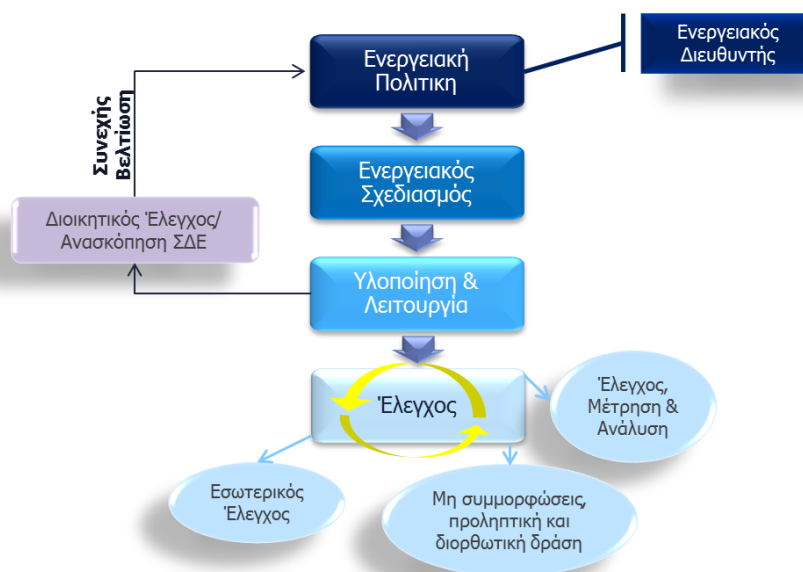 Ενεργειακός
Διευθυντής
Ενεργειακή
Πολιτικη
Συνεχής
Βελτίωση
Ενεργειακός
Σχεδιασμός
Διοικητικός Έλεγχος/
Ανασκόπηση ΣΔΕ
Υλοποίηση &
Λειτουργία
Έλεγχος
Έλεγχος,
Μέτρηση &
Ανάλυση
Εσωτερικός
Έλεγχος
Μη συμμορφώσεις,
προληπτική και
διορθωτική δράση